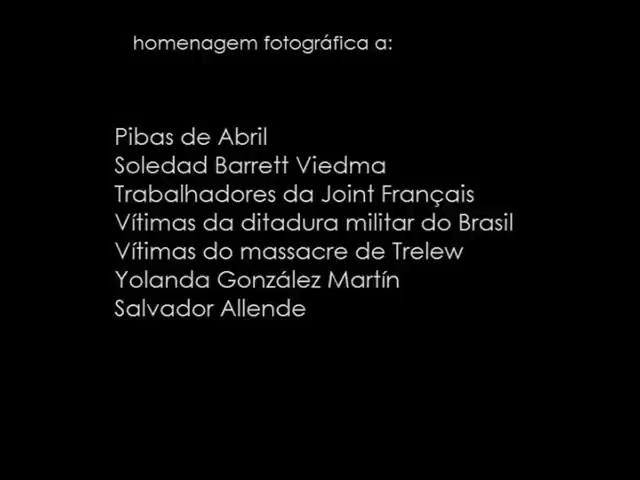 homenagem fotográfica a:
Pibas de Abril
Soledad Barrett Viedma
Trabalhadores da Joint Français
Vítimas da ditadura militar do Brasil
Vítimas do massacre de Trelew
Yolanda González Martín
Salvador Allende